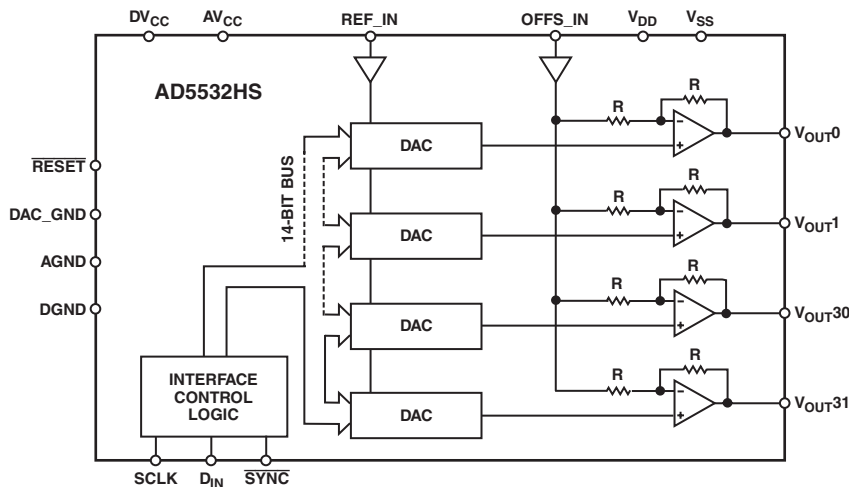 DVCC AVCC REF_IN OFFS_IN VDD VSS
AD5532HS
RESET
DAC_GND
AGND
DGND
14-BIT BUS
DAC
R
R
VOUT0
DAC
R
R
VOUT1
DAC
R
R
VOUT30
DAC
R
R
VOUT31
INTERFACE
CONTROL
LOGIC
SCLK DIN SYNC